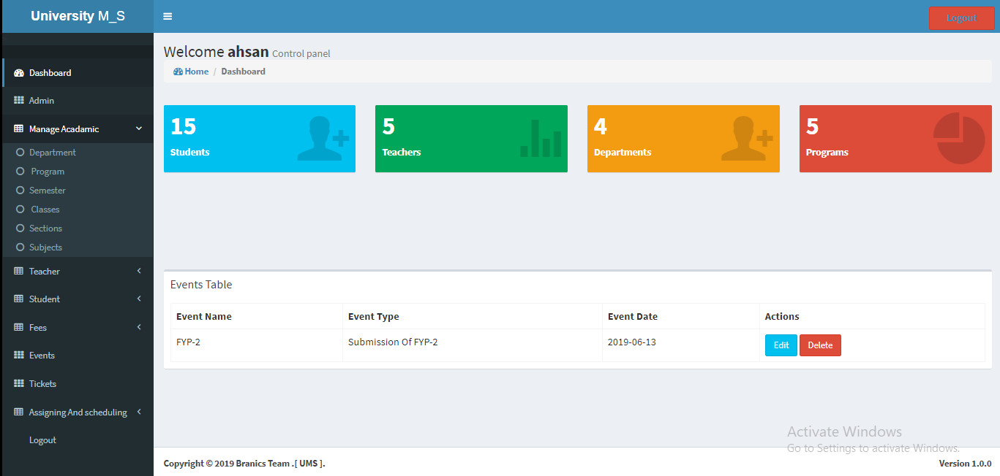 University M_S
Logout
Welcome ahsan Control panel
Home / Dashboard
Dashboard
Admin
Manage Acadamic
Department
Program
Semester
Classes
Sections
Subjects
Teacher
Student
Fees
Events
Tickets
Assigning And scheduling
Logout
15
Students
5
Teachers
4
Departments
5
Programs
Events Table
Event Name Event Type Event Date Actions
FYP-2 Submission Of FYP-2 2019-06-13 Edit Delete
Activate Windows
Go to Settings to activate Windows.
Copyright © 2019 Branics Team .[ UMS ]. Version 1.0.0